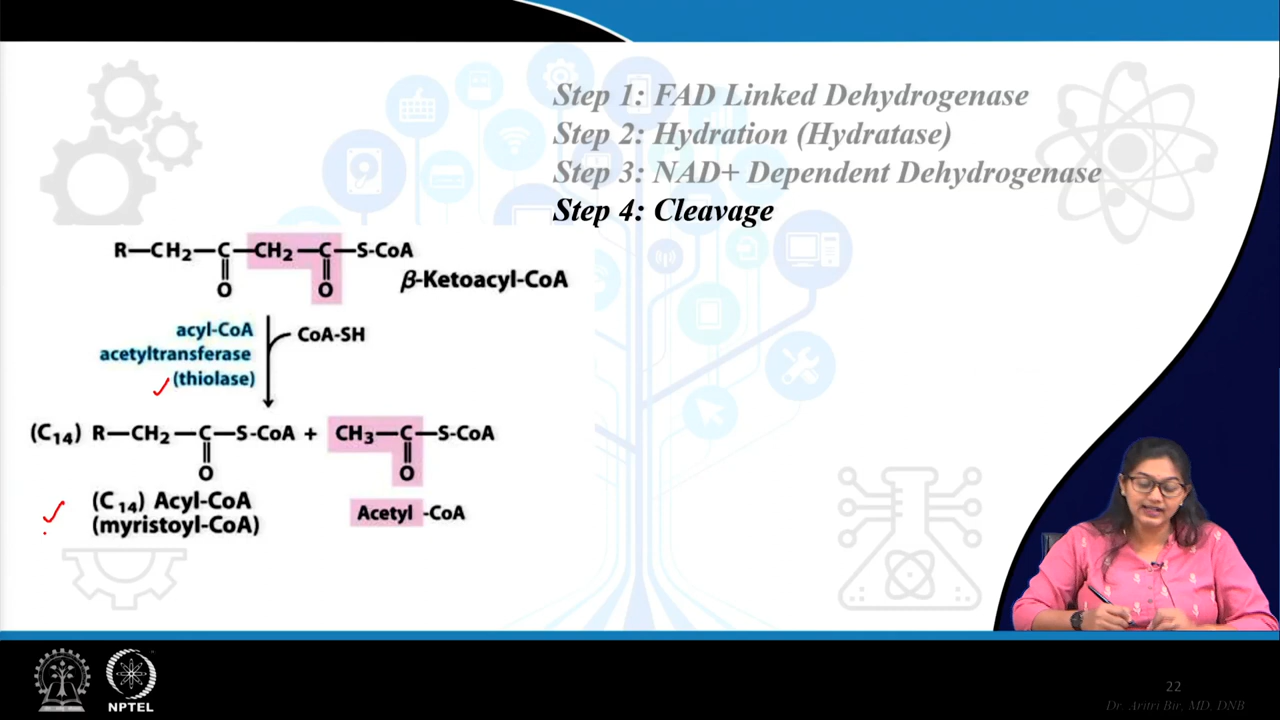 Step 1: FAD Linked Dehydrogenase
Step 2: Hydration (Hydratase)
Step 3: NAD+ Dependent Dehydrogenase
Step 4: Cleavage
R—CH₂—C—CH₂—C—S-CoA
O O
β-Ketoacyl-CoA
acyl-CoA
acetyltransferase
(thiolase)
CoA-SH
(C₁₄) R—CH₂—C—S-CoA + CH₃—C—S-CoA
O O
(C₁₄) Acyl-CoA
(myristoyl-CoA)
Acetyl-CoA
NPTEL
22
Dr. Aritri Bir, MD, DNB